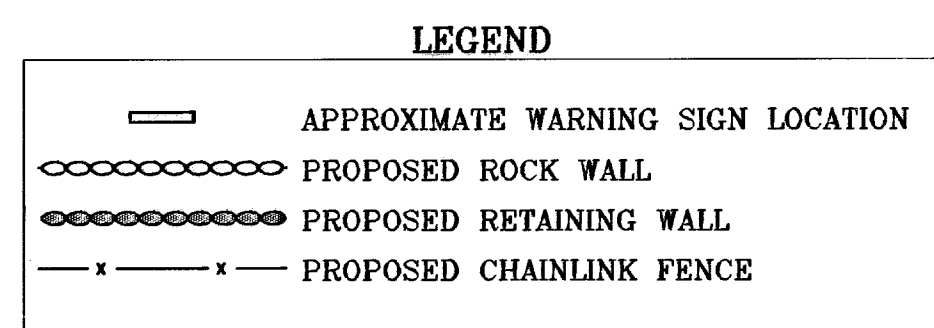 LEGEND
APPROXIMATE WARNING SIGN LOCATION
PROPOSED ROCK WALL
PROPOSED RETAINING WALL
x x PROPOSED CHAINLINK FENCE